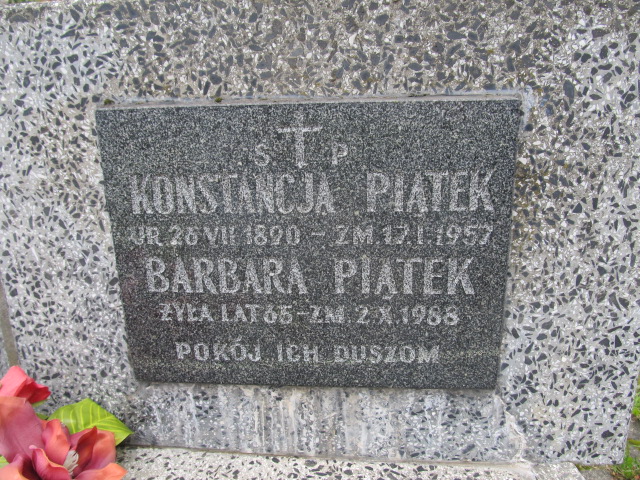 Ś P
KONSTANCJA PIĄTEK
UR. 26 VII 1890 - ZM. 17.I.1957
BARBARA PIĄTEK
ŻYŁA LAT 65 - ZM. 2.X.1988
POKÓJ ICH DUSZOM